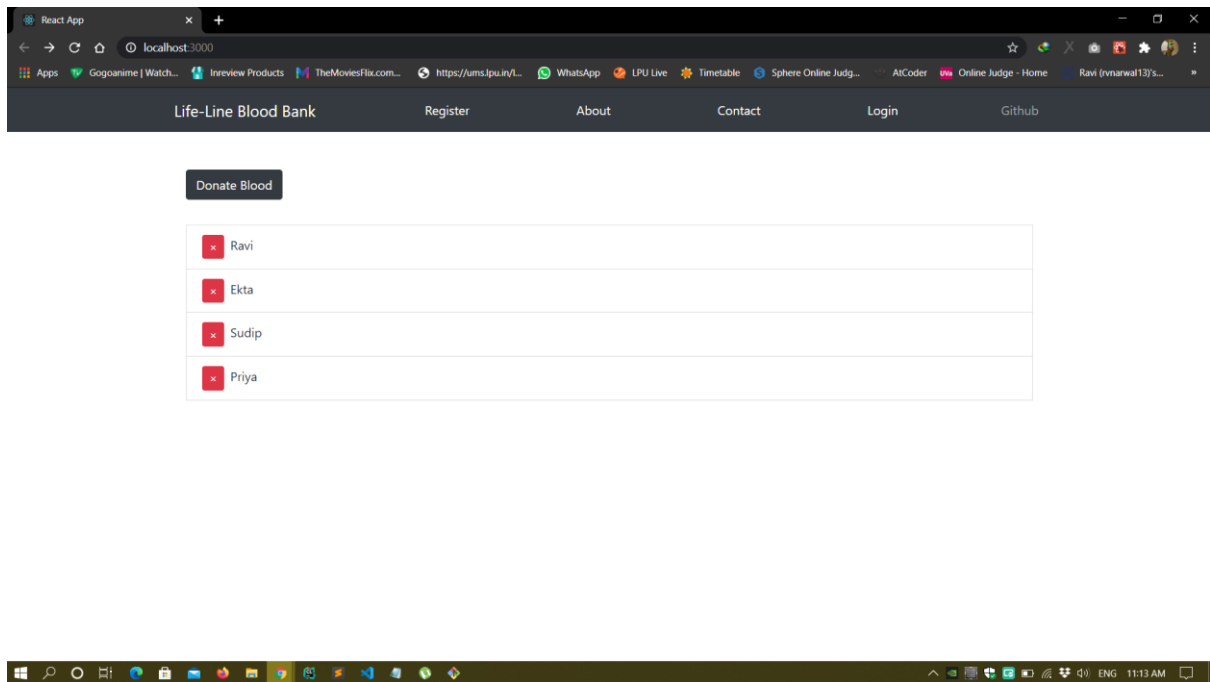 React App
localhost:3000
Apps Gogoanime | Watch... Inreview Products TheMoviesFlix.com... https://ums.lpu.in/l... WhatsApp LPU Live Timetable Sphere Online Judg... AtCoder UVa Online Judge - Home Ravi (rvnarwal13)'s... »
Life-Line Blood Bank Register About Contact Login Github
Donate Blood
× Ravi
× Ekta
× Sudip
× Priya
ENG 11:13 AM